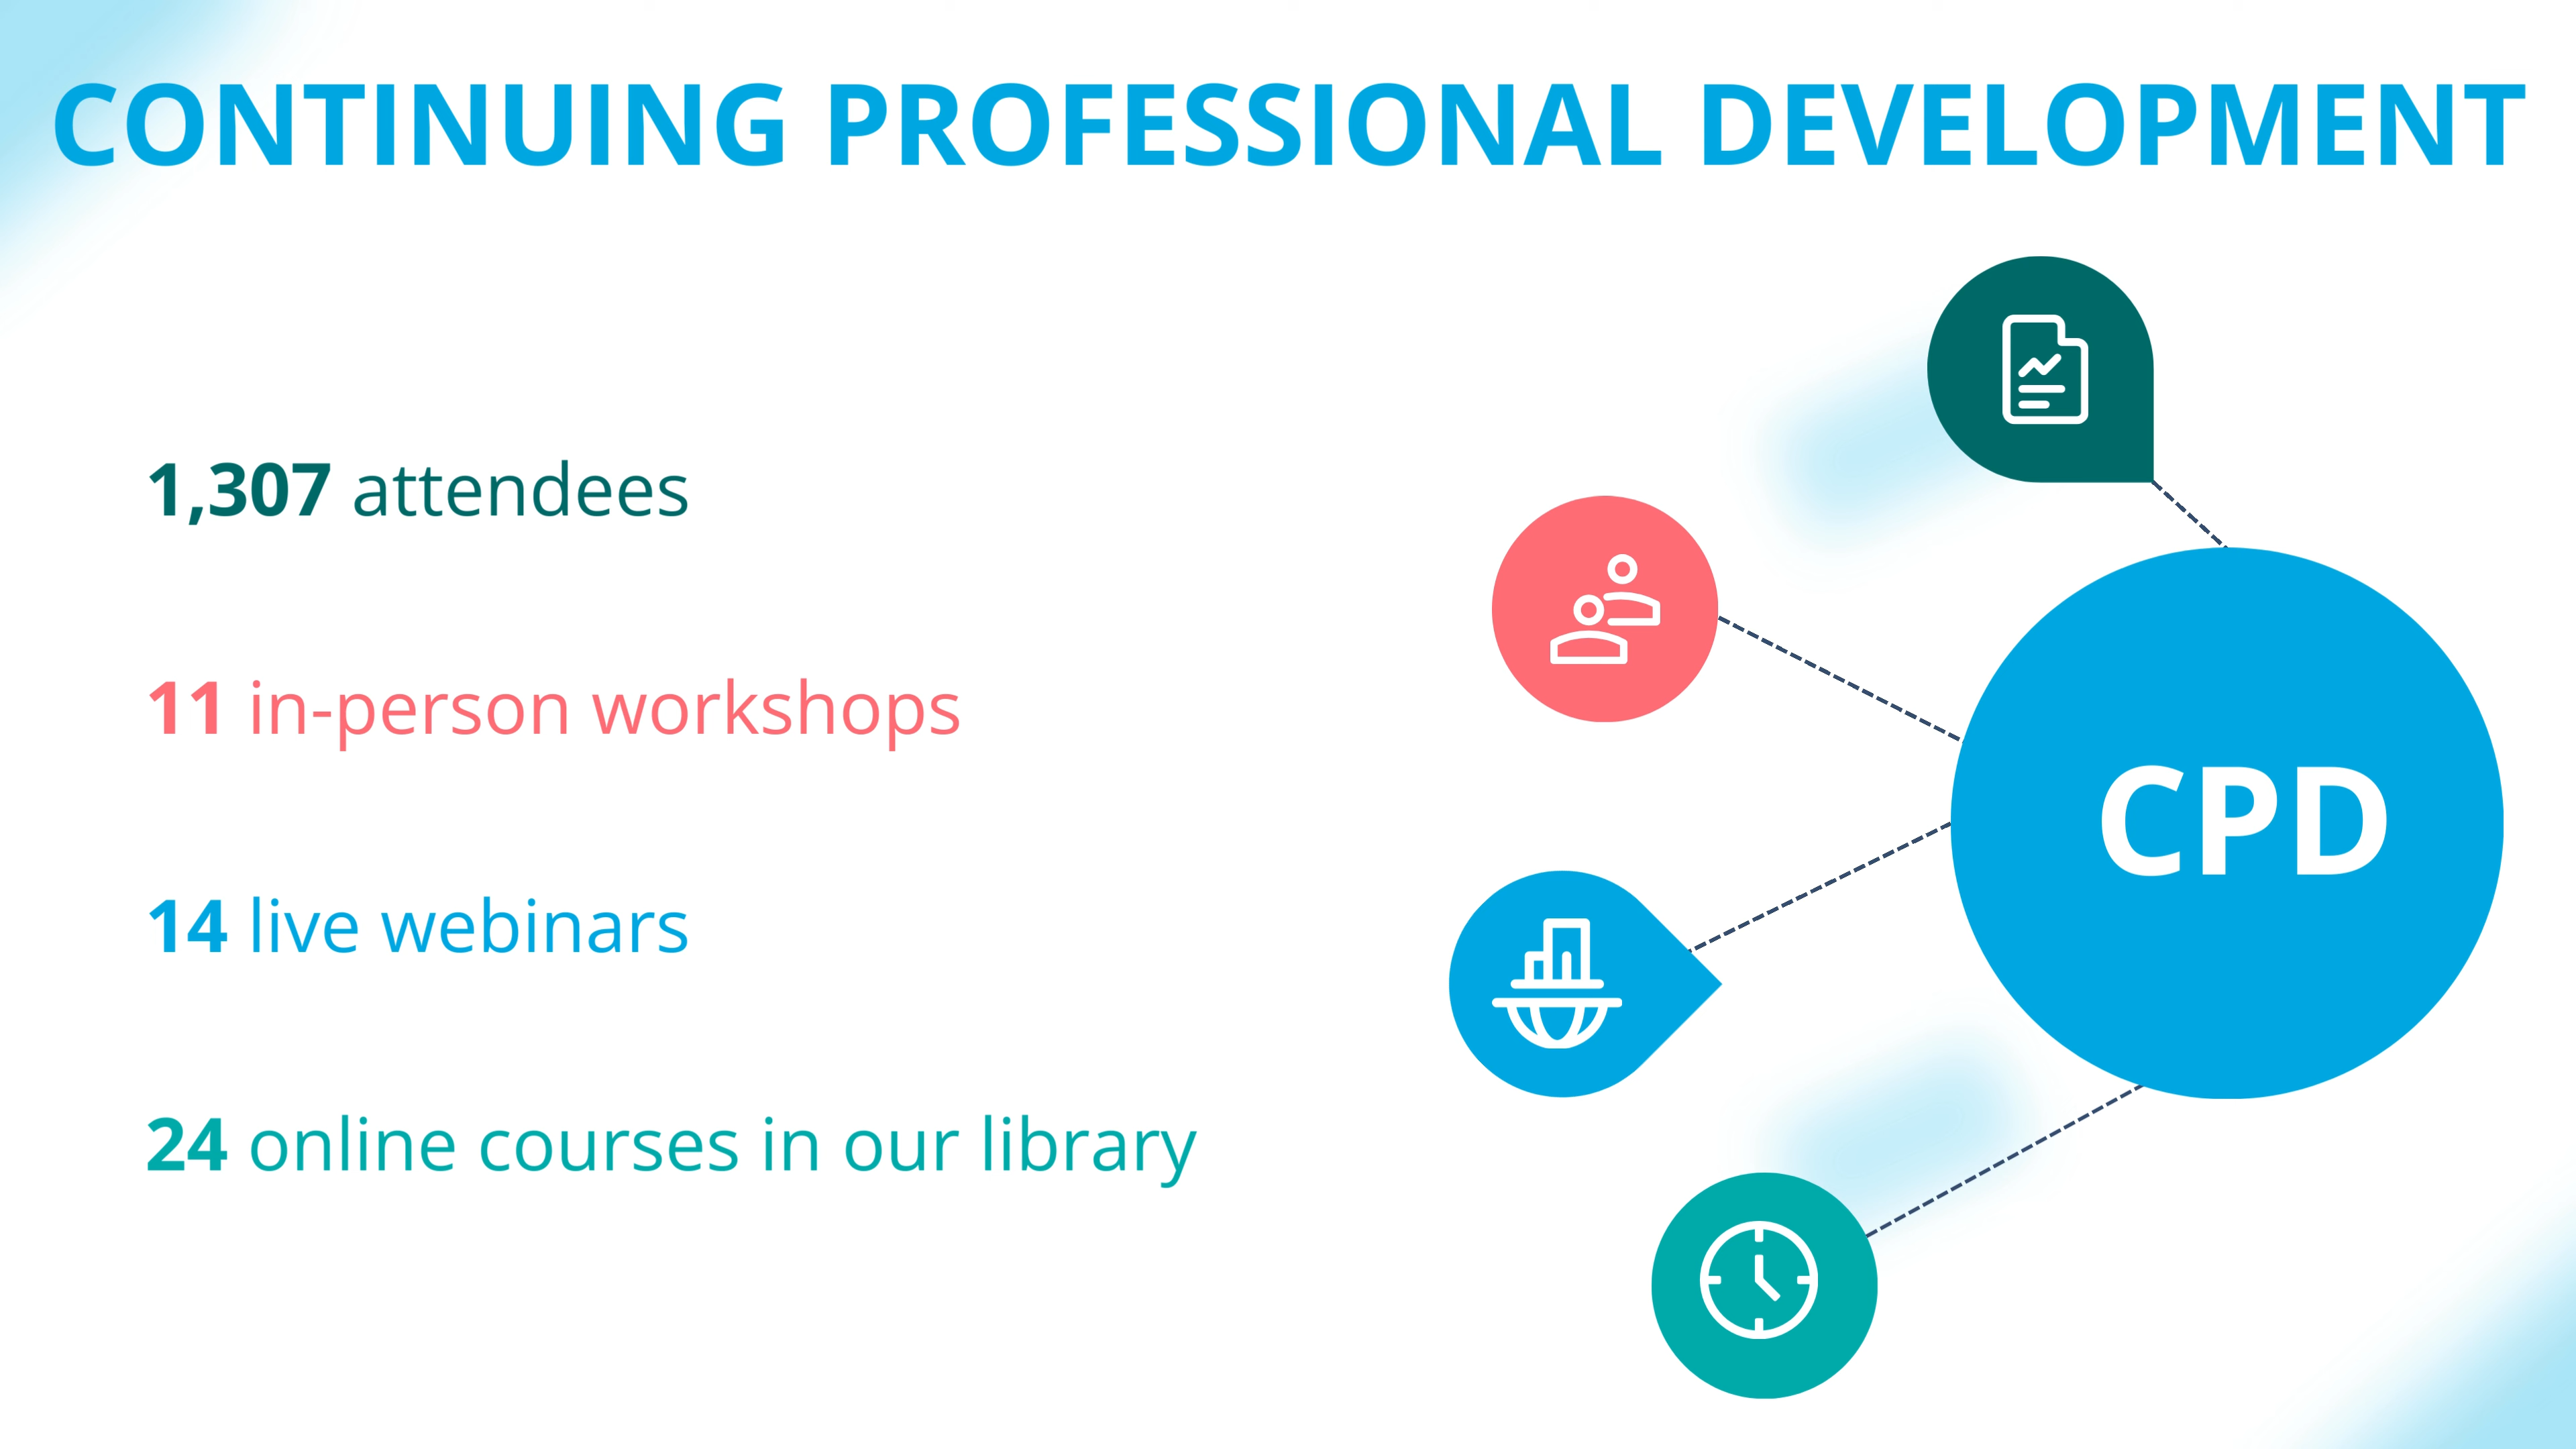 CONTINUING PROFESSIONAL DEVELOPMENT
1,307 attendees
11 in-person workshops
14 live webinars
24 online courses in our library
CPD